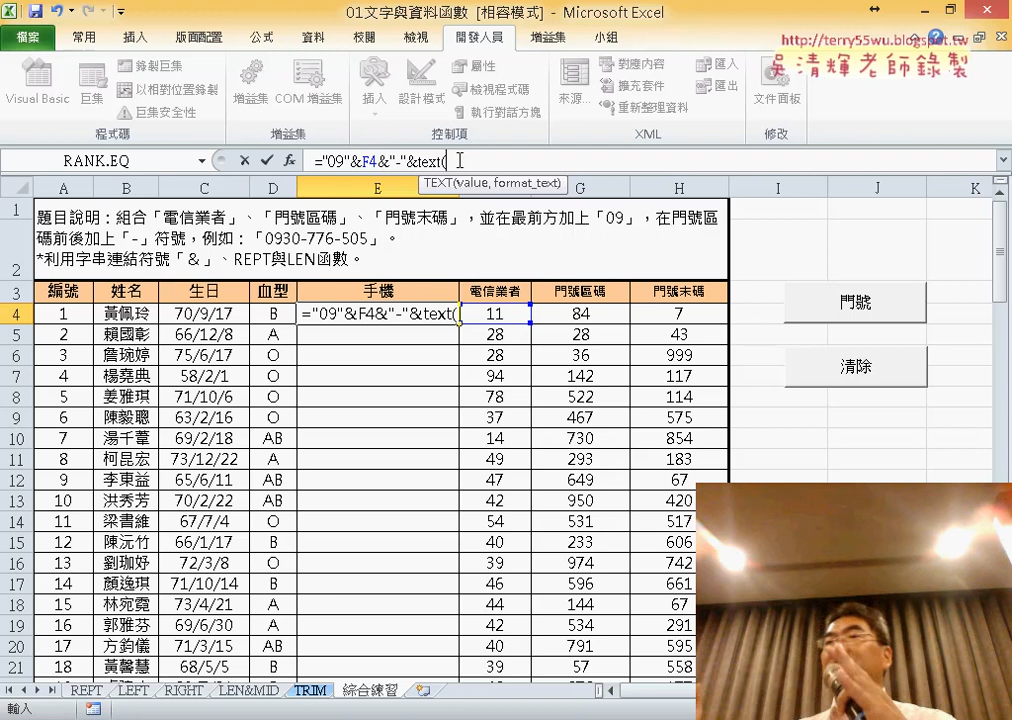 01文字與資料函數 [相容模式] - Microsoft Excel
http://terry55wu.blogspot.tw
吳清輝老師錄製
檔案 常用 插入 版面配置 公式 資料 校閱 檢視 開發人員 增益集 小組
Visual Basic 巨集 錄製巨集 以相對位置錄製 巨集安全性 增益集 COM 增益集 插入 設計模式 屬性 檢視程式碼 執行對話方塊 來源... 對應內容 擴充套件 重新整理資料 匯入 匯出 文件面板
程式碼 增益集 控制項 XML 修改
RANK.EQ ="09"&F4&"-"&text(
TEXT(value, format_text)
A B C D E G H I J K
1 題目說明：組合「電信業者」、「門號區碼」、「門號末碼」，並在最前方加上「09」，在門號區
碼前後加上「-」符號，例如：「0930-776-505」。
2 *利用字串連結符號「&」、REPT與LEN函數。
3 編號 姓名 生日 血型 手機 電信業者 門號區碼 門號末碼
4 1 黃佩玲 70/9/17 B ="09"&F4&"-"&text( 11 84 7
5 2 賴國彰 66/12/8 A 28 28 43
6 3 詹琬婷 75/6/17 O 28 36 999
7 4 楊堯典 58/2/1 O 94 142 117
8 5 姜雅琪 71/10/6 O 78 522 114
9 6 陳毅聰 63/2/16 O 37 467 575
10 7 湯千葦 69/2/18 AB 14 730 854
11 8 柯昆宏 73/12/22 A 49 293 183
12 9 李東益 65/6/11 AB 47 649 67
13 10 洪秀芳 70/2/22 AB 42 950 420
14 11 梁書維 67/7/4 O 54 531 517
15 12 陳沅竹 66/1/17 B 40 233 606
16 13 劉珈妤 72/3/8 O 39 974 742
17 14 顏逸琪 71/10/14 B 46 596 661
18 15 林宛霓 73/4/21 A 44 144 67
19 16 郭雅芬 69/6/30 A 42 534 291
20 17 方鈞儀 71/3/15 AB 40 791 595
21 18 黃馨慧 68/5/5 B 39 57 558
門號
清除
REPT LEFT RIGHT LEN&MID TRIM 綜合練習
輸入